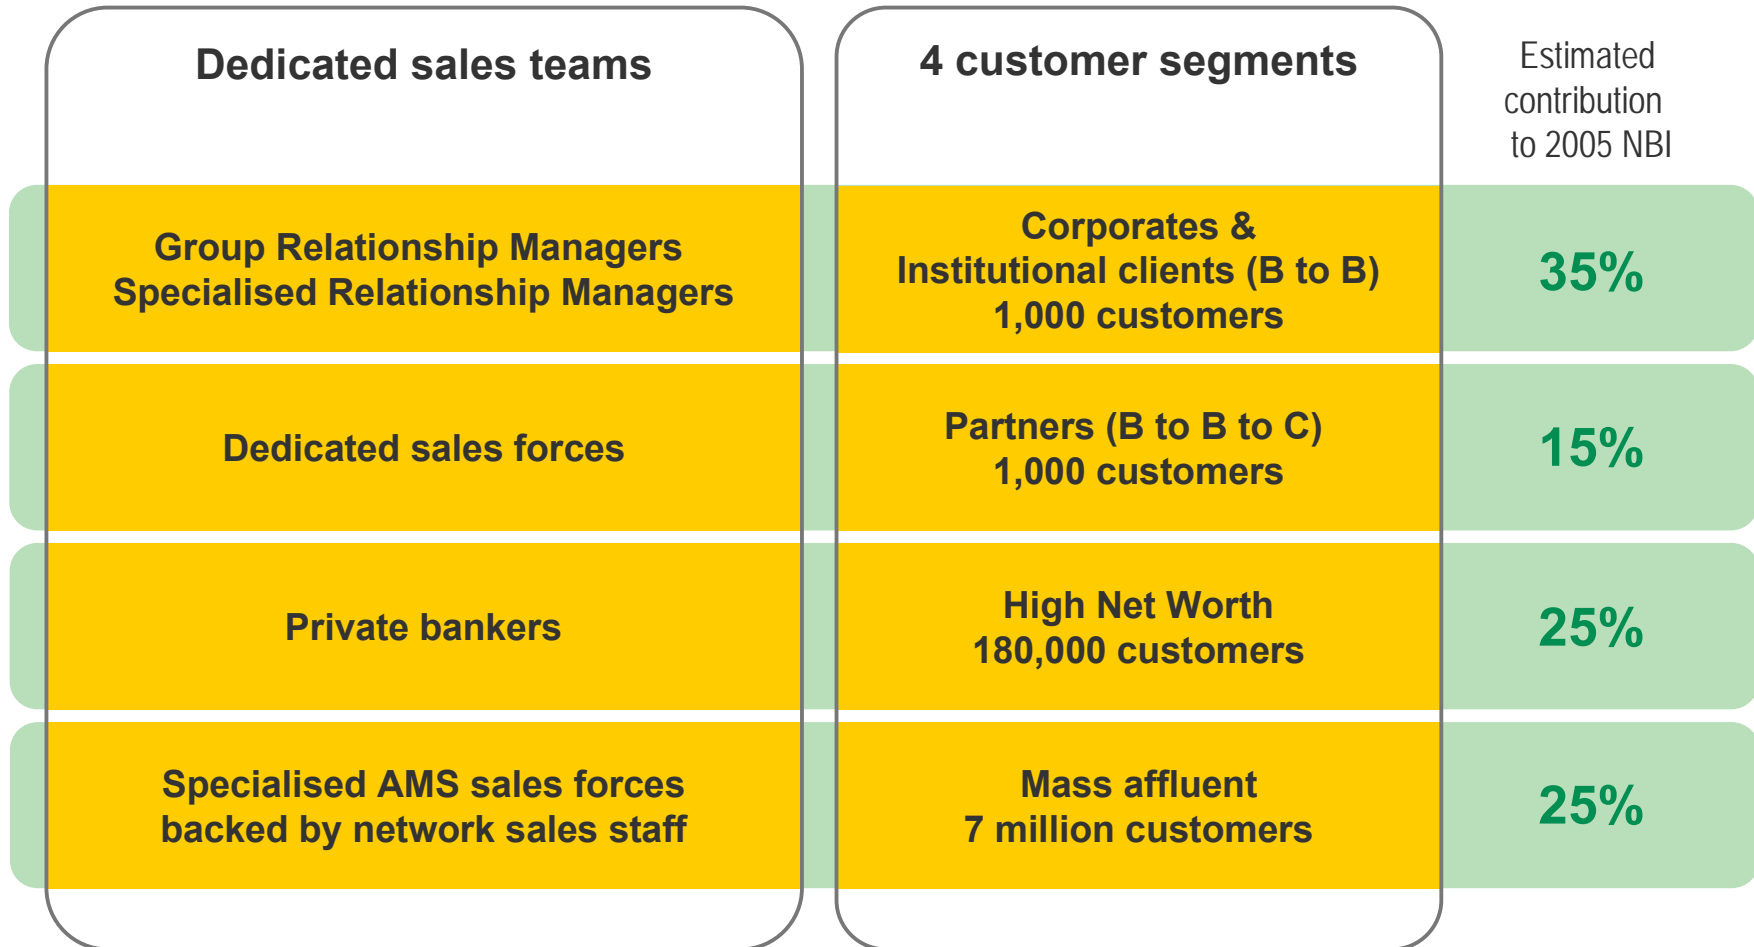 Dedicated sales teams
4 customer segments
Estimated
contribution
to 2005 NBI
Group Relationship Managers
Specialised Relationship Managers
Corporates &
Institutional clients (B to B)
1,000 customers
35%
Dedicated sales forces
Partners (B to B to C)
1,000 customers
15%
Private bankers
High Net Worth
180,000 customers
25%
Specialised AMS sales forces
backed by network sales staff
Mass affluent
7 million customers
25%